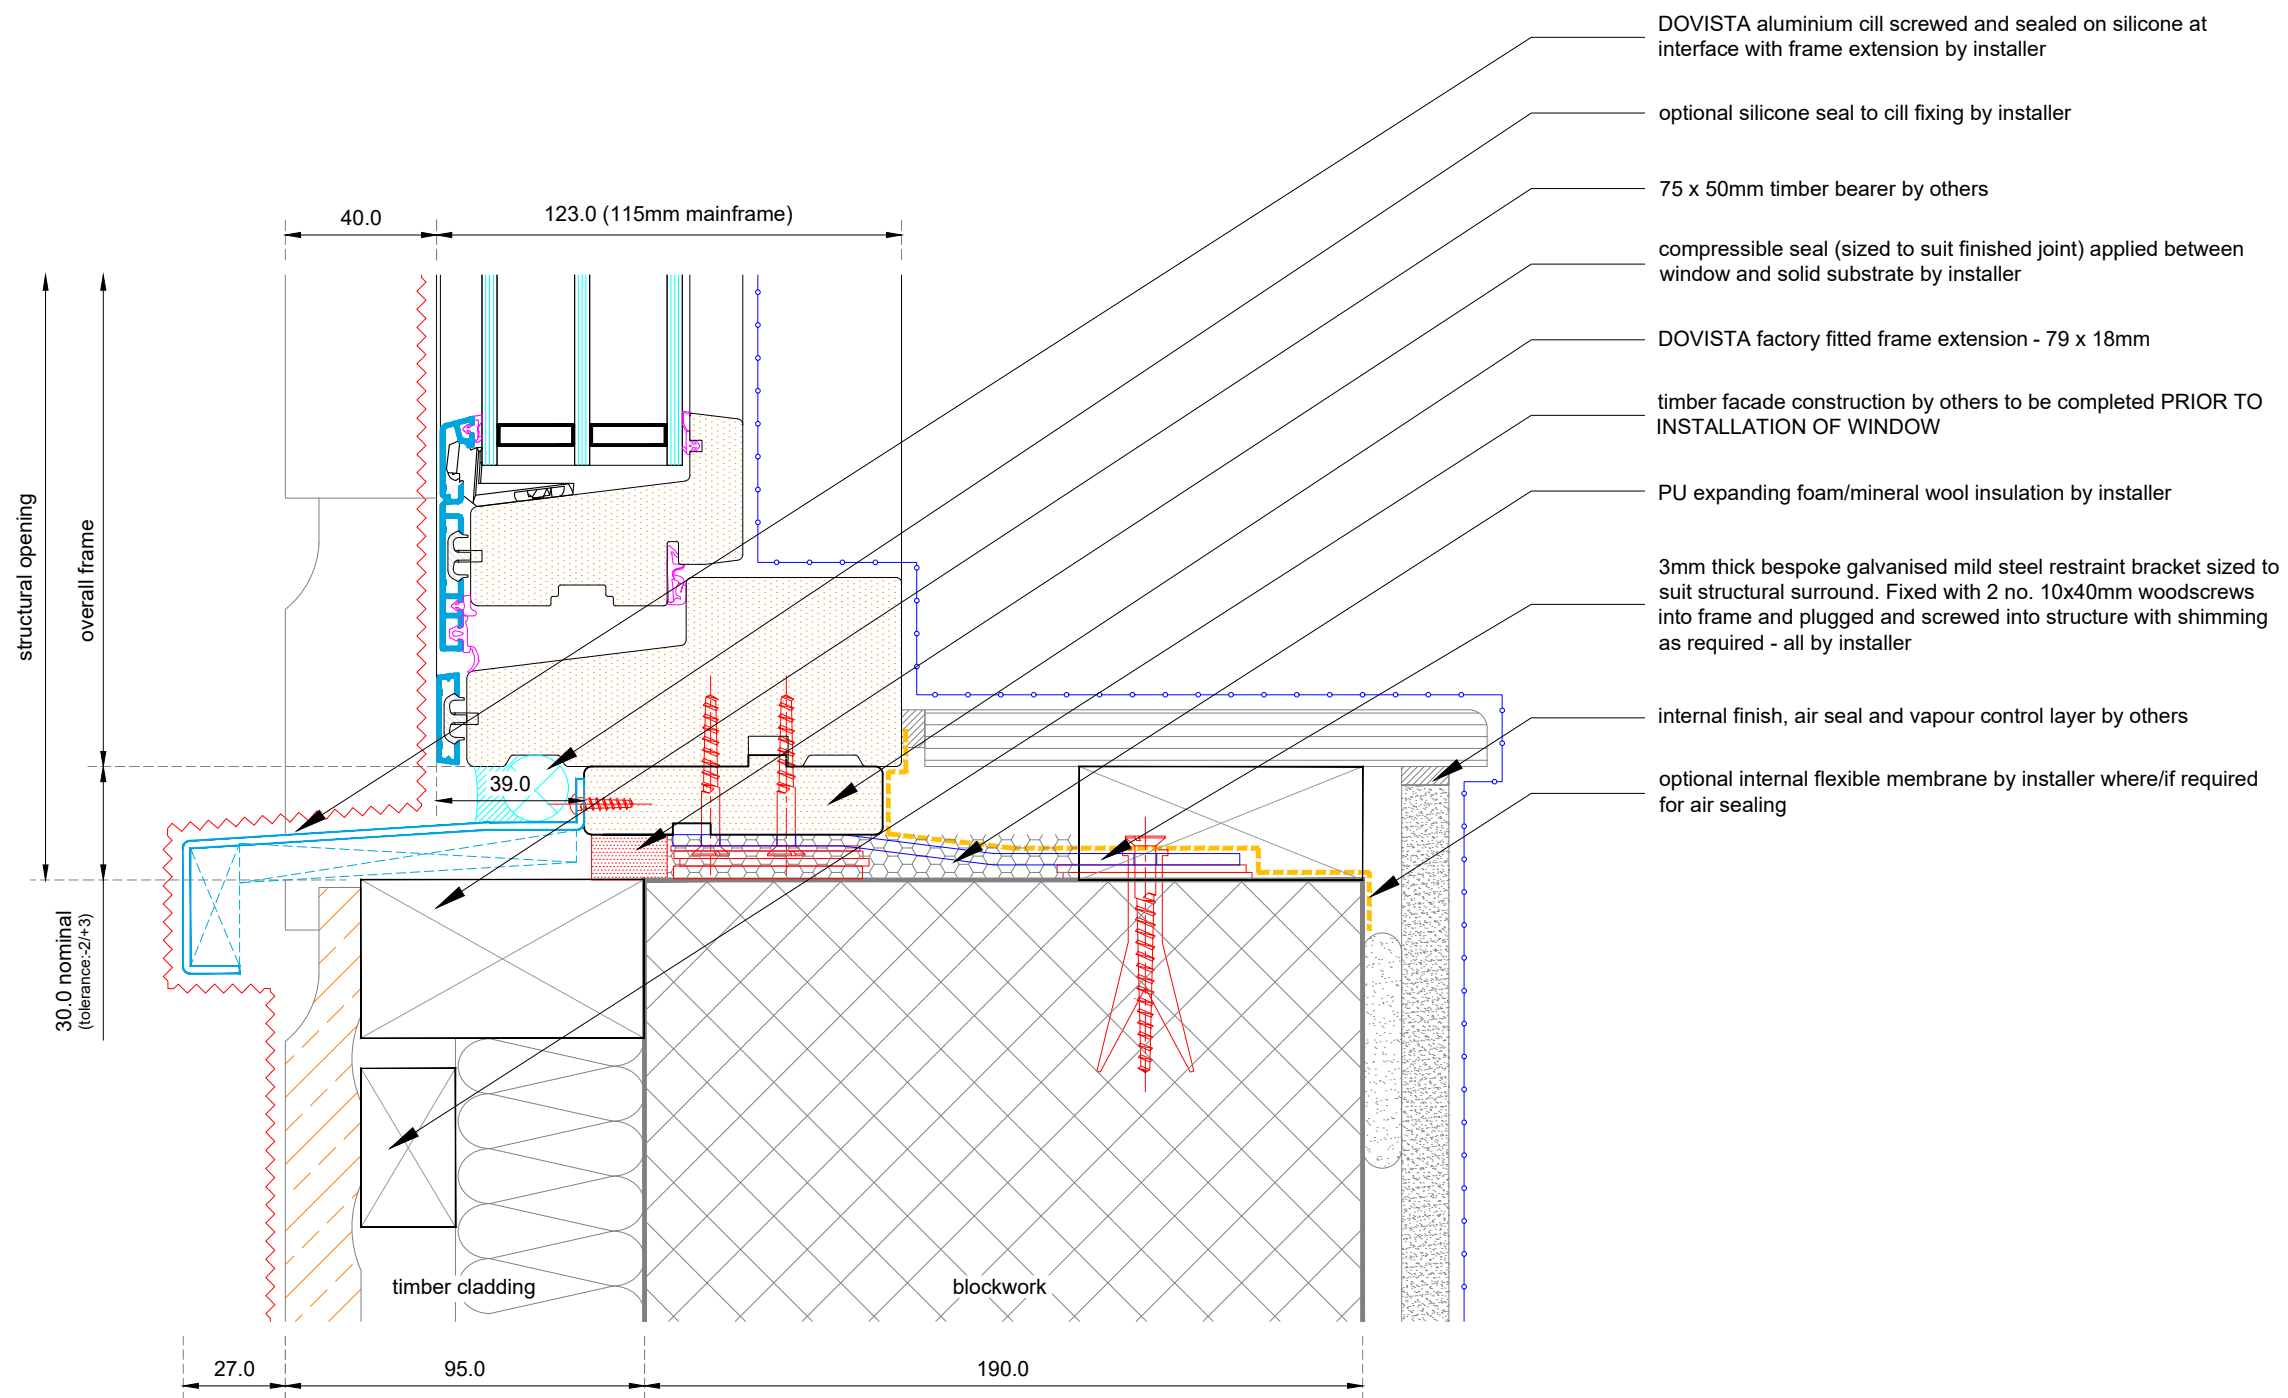 DOVISTA aluminium cill screwed and sealed on silicone at
interface with frame extension by installer
optional silicone seal to cill fixing by installer
75 x 50mm timber bearer by others
compressible seal (sized to suit finished joint) applied between
window and solid substrate by installer
DOVISTA factory fitted frame extension - 79 x 18mm
timber facade construction by others to be completed PRIOR TO
INSTALLATION OF WINDOW
PU expanding foam/mineral wool insulation by installer
3mm thick bespoke galvanised mild steel restraint bracket sized to
suit structural surround. Fixed with 2 no. 10x40mm woodscrews
into frame and plugged and screwed into structure with shimming
as required - all by installer
internal finish, air seal and vapour control layer by others
optional internal flexible membrane by installer where/if required
for air sealing
40.0
123.0 (115mm mainframe)
structural opening
overall frame
39.0
30.0 nominal
(tolerance:-2/+3)
timber cladding
blockwork
27.0
95.0
190.0